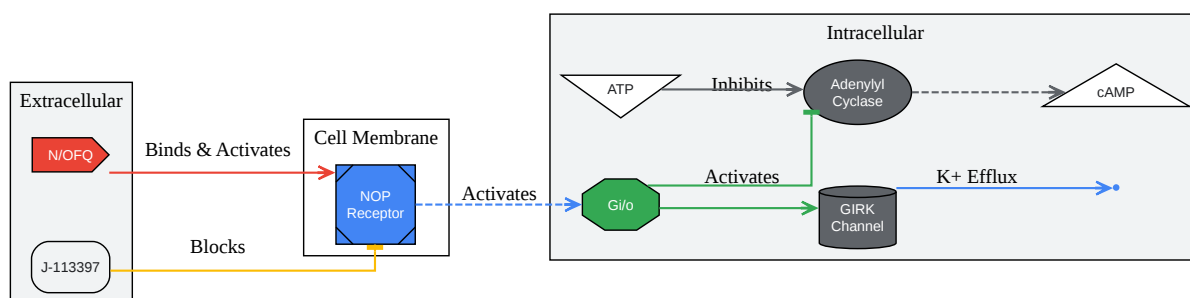 Intracellular
ATP
Inhibits
Adenylyl
Cyclase
cAMP
Extracellular
N/OFQ
Binds & Activates
Cell Membrane
NOP
Receptor
Activates
Gi/o
Activates
K+ Efflux
GIRK
Channel
Blocks
J-113397